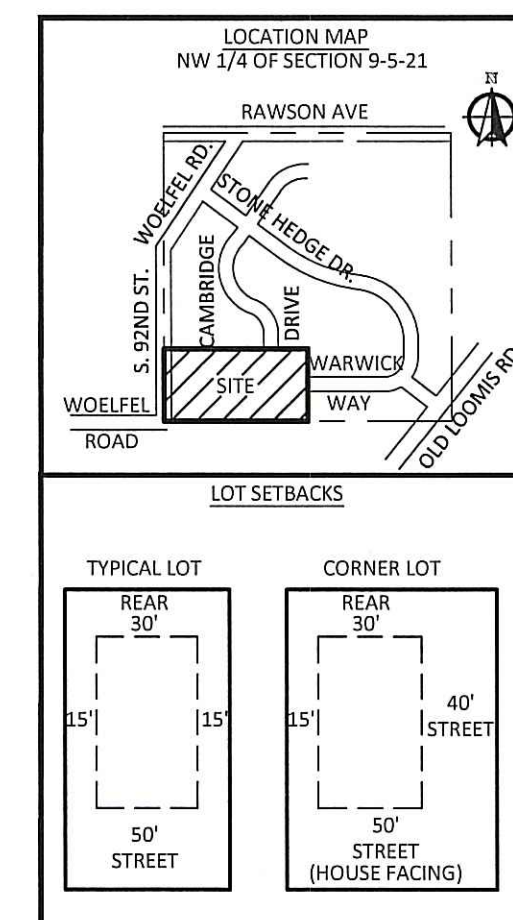 LOCATION MAP
NW 1/4 OF SECTION 9-5-21
N
RAWSON AVE
WOELFEL RD.
STONE HEDGE DR.
S. 92ND ST.
CAMBRIDGE
DRIVE
WARWICK
SITE
WAY
WOELFEL
ROAD
OLD LOOMIS RD
LOT SETBACKS
TYPICAL LOT
REAR
30'
15'
15'
50'
STREET
CORNER LOT
REAR
30'
15'
40'
STREET
50'
STREET
(HOUSE FACING)